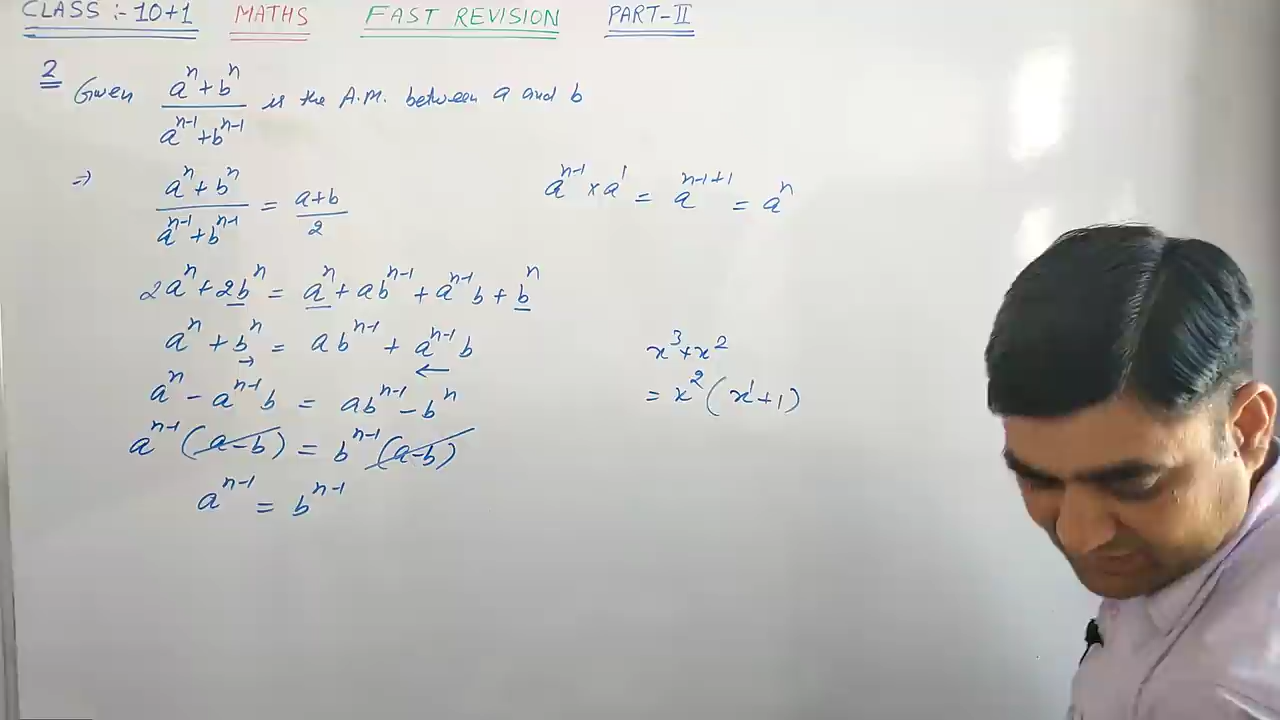 CLASS :- 10+1 MATHS FAST REVISION PART-II
2 Given (a^n + b^n)/(a^(n-1) + b^(n-1)) is the A.M. between a and b
⇒ (a^n + b^n)/(a^(n-1) + b^(n-1)) = (a+b)/2
a^(n-1) × a^1 = a^(n-1+1) = a^n
2a^n + 2b^n = a^n + ab^(n-1) + a^(n-1)b + b^n
a^n + b^n = ab^(n-1) + a^(n-1)b
a^n - a^(n-1)b = ab^(n-1) - b^n
a^(n-1)(a-b) = b^(n-1)(a-b)
a^(n-1) = b^(n-1)
x^3 + x^2
= x^2(x^1 + 1)